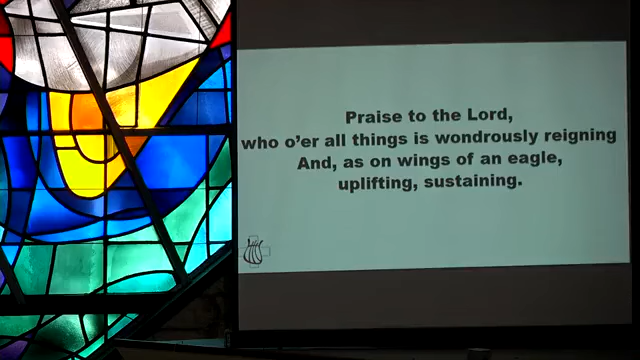 Praise to the Lord,
who o'er all things is wondrously reigning
And, as on wings of an eagle,
uplifting, sustaining.